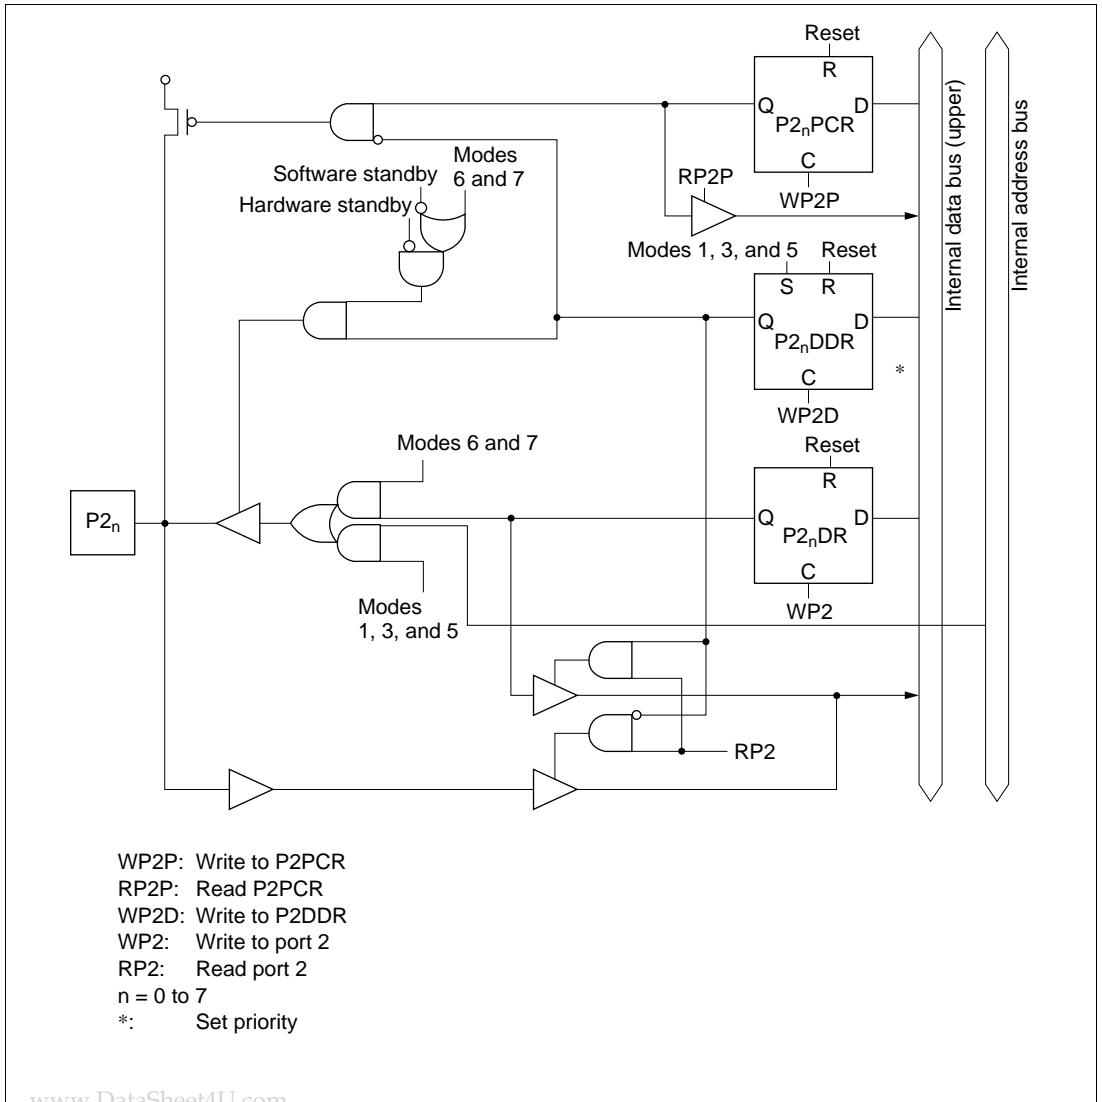 Reset
R
Q D
P2nPCR
C
WP2P
RP2P
Modes
6 and 7
Software standby
Hardware standby
Modes 1, 3, and 5 Reset
S R
Q D
P2nDDR
C
WP2D
*
Internal data bus (upper)
Internal address bus
Modes 6 and 7
Reset
R
Q D
P2nDR
C
WP2
P2n
Modes
1, 3, and 5
RP2
WP2P: Write to P2PCR
RP2P: Read P2PCR
WP2D: Write to P2DDR
WP2: Write to port 2
RP2: Read port 2
n = 0 to 7
*: Set priority
www.DataSheet4U.com